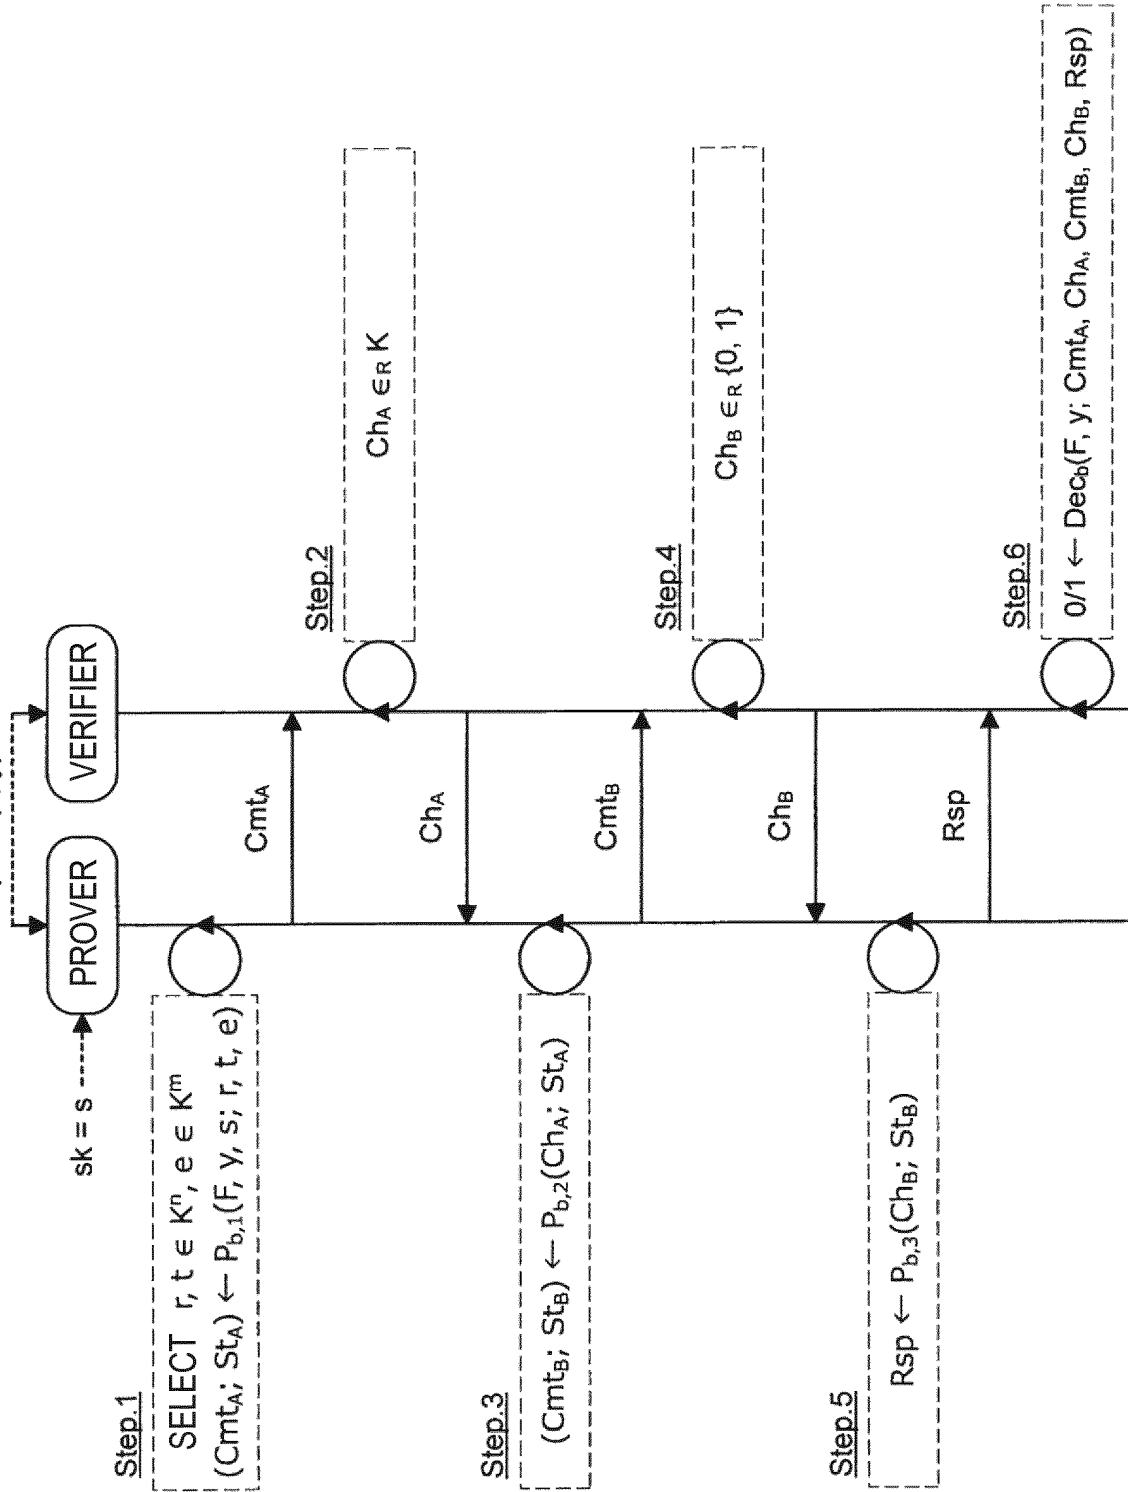 PROVER
VERIFIER
sk = s
Step.1
SELECT r, t ∈ Kⁿ, e ∈ Kᵐ
(Cmt_A; St_A) ← P_b,1(F, y, s; r, t, e)
Cmt_A
Step.2
Ch_A ∈_R K
Ch_A
Step.3
(Cmt_B; St_B) ← P_b,2(Ch_A; St_A)
Cmt_B
Step.4
Ch_B ∈_R {0, 1}
Ch_B
Step.5
Rsp ← P_b,3(Ch_B; St_B)
Rsp
Step.6
0/1 ← Dec_b(F, y; Cmt_A, Ch_A, Cmt_B, Ch_B, Rsp)